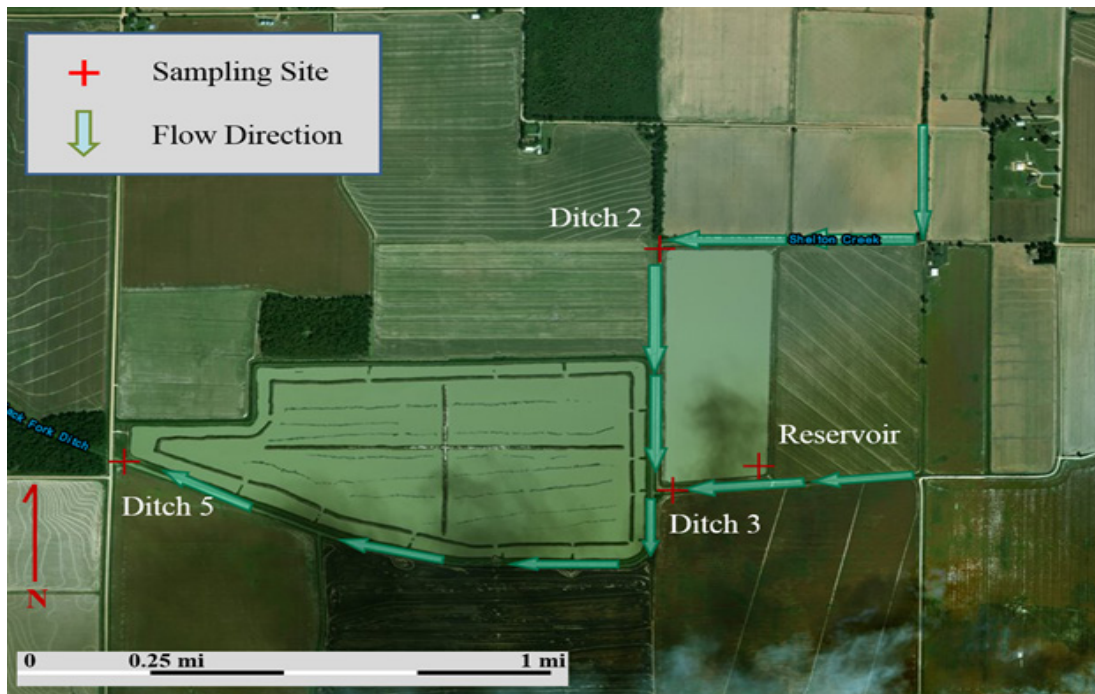 Sampling Site
Flow Direction
Ditch 2
Shelton Creek
Reservoir
ack Fork Ditch
Ditch 5
Ditch 3
N
0 0.25 mi 1 mi